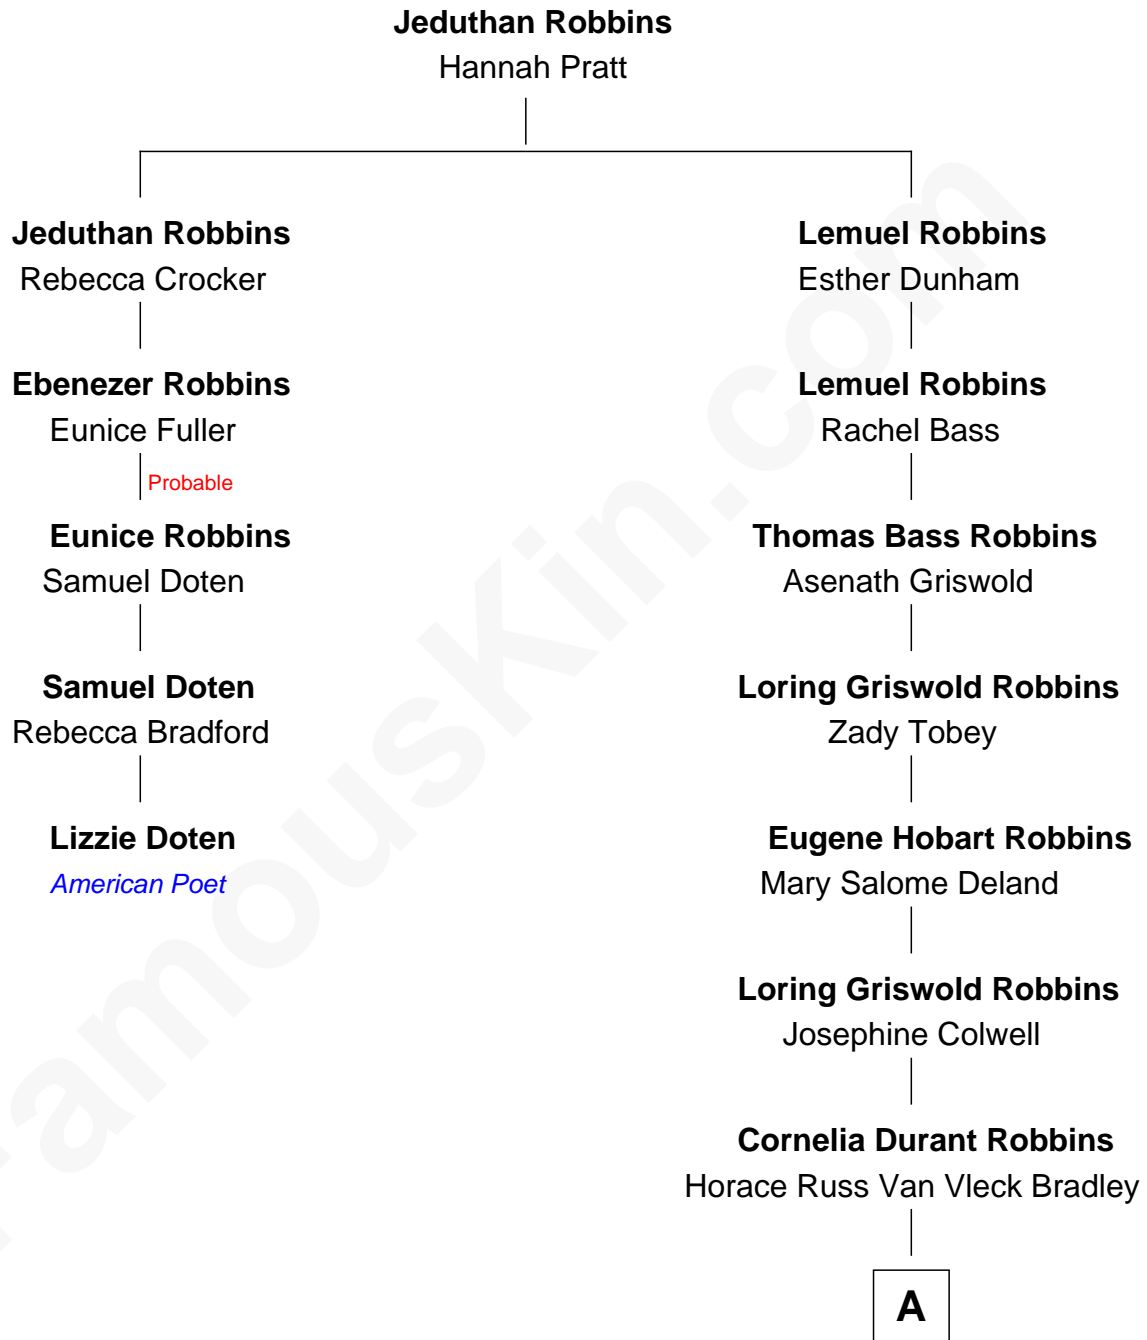 Jeduthan Robbins
Hannah Pratt
Jeduthan Robbins
Rebecca Crocker
Ebenezer Robbins
Eunice Fuller
Probable
Eunice Robbins
Samuel Doten
Samuel Doten
Rebecca Bradford
Lizzie Doten
American Poet
Lemuel Robbins
Esther Dunham
Lemuel Robbins
Rachel Bass
Thomas Bass Robbins
Asenath Griswold
Loring Griswold Robbins
Zady Tobey
Eugene Hobart Robbins
Mary Salome Deland
Loring Griswold Robbins
Josephine Colwell
Cornelia Durant Robbins
Horace Russ Van Vleck Bradley
A
FamousKin.com